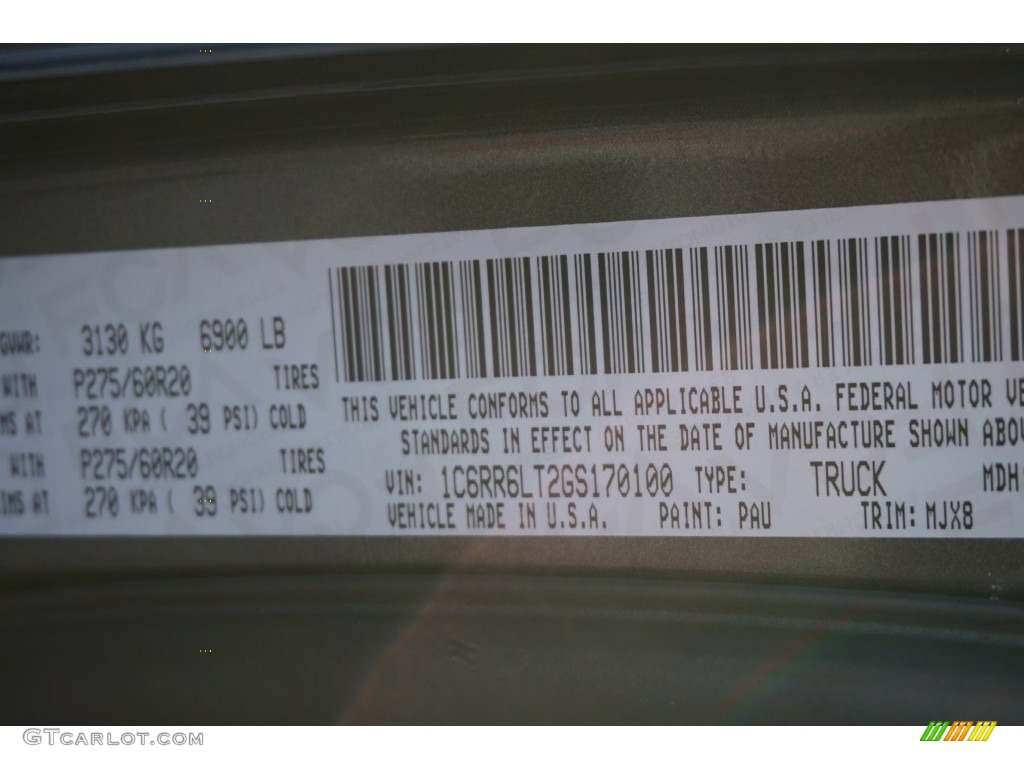 GVWR: 3130 KG 6900 LB
WITH P275/60R20 TIRES
IMS AT 270 KPA ( 39 PSI) COLD
WITH P275/60R20 TIRES
IMS AT 270 KPA ( 39 PSI) COLD
THIS VEHICLE CONFORMS TO ALL APPLICABLE U.S.A. FEDERAL MOTOR VE
STANDARDS IN EFFECT ON THE DATE OF MANUFACTURE SHOWN ABOV
VIN: 1C6RR6LT2GS170100 TYPE: TRUCK MDH
VEHICLE MADE IN U.S.A. PAINT: PAU TRIM: MJX8
GTCarLot.com